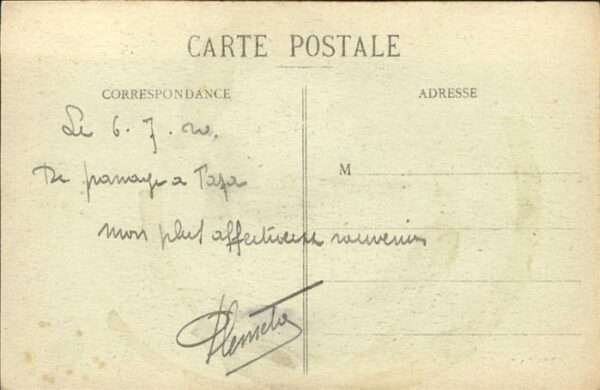 CARTE POSTALE
CORRESPONDANCE
ADRESSE
Le 6. 7. 20.
De passage a Taza
mon plus affectueux souvenir
M